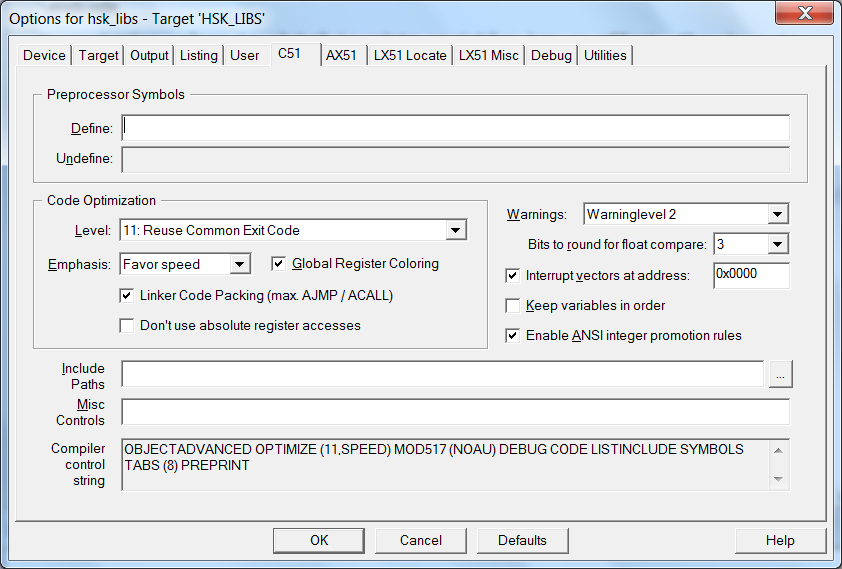 Options for hsk_libs - Target 'HSK_LIBS'
Device Target Output Listing User C51 AX51 LX51 Locate LX51 Misc Debug Utilities
Preprocessor Symbols
Define:
Undefine:
Code Optimization
Level: 11: Reuse Common Exit Code
Emphasis: Favor speed Global Register Coloring
Linker Code Packing (max. AJMP / ACALL)
Don't use absolute register accesses
Warnings: Warninglevel 2
Bits to round for float compare: 3
Interrupt vectors at address: 0x0000
Keep variables in order
Enable ANSI integer promotion rules
Include
Paths
...
Misc
Controls
Compiler
control
string
OBJECTADVANCED OPTIMIZE (11,SPEED) MOD517 (NOAU) DEBUG CODE LISTINCLUDE SYMBOLS
TABS (8) PREPRINT
OK Cancel Defaults Help